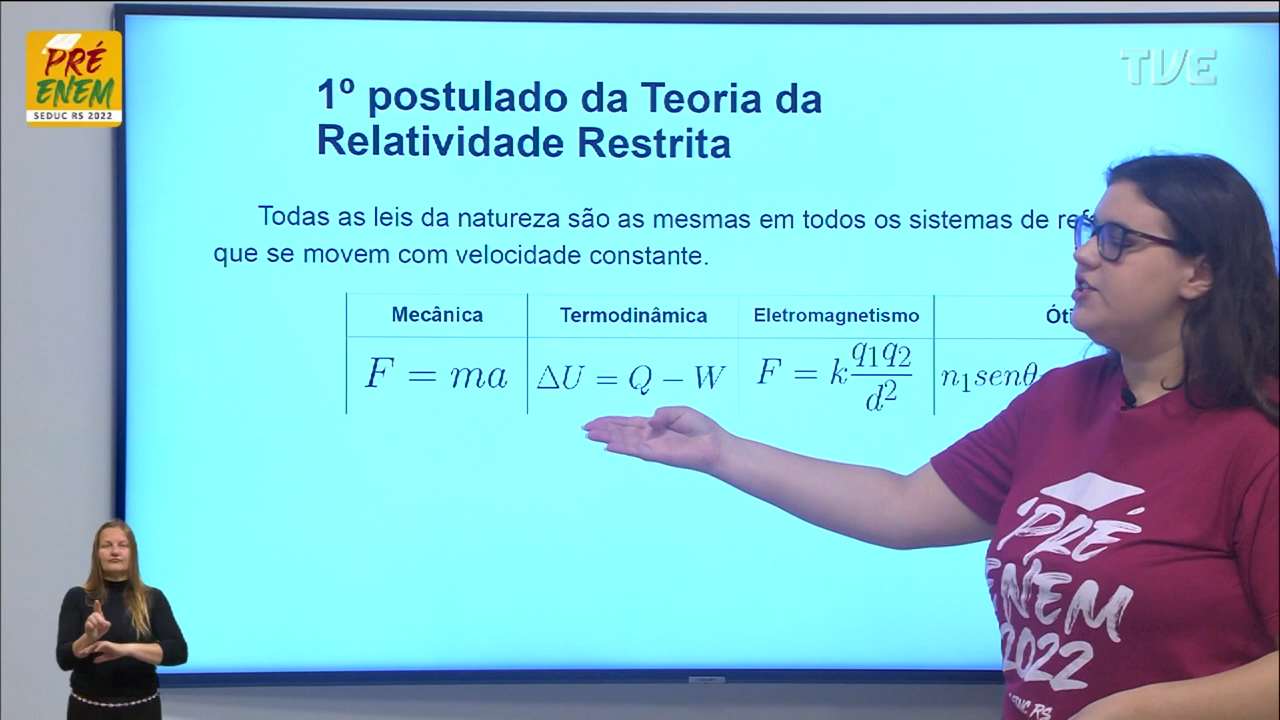 PRÉ
ENEM
SEDUC RS 2022
TVE
1º postulado da Teoria da
Relatividade Restrita
Todas as leis da natureza são as mesmas em todos os sistemas de
que se movem com velocidade constante.
Mecânica Termodinâmica Eletromagnetismo
F = ma ΔU = Q − W F = k q₁q₂/d² n₁senθ
PRÉ
ENEM
2022
RS